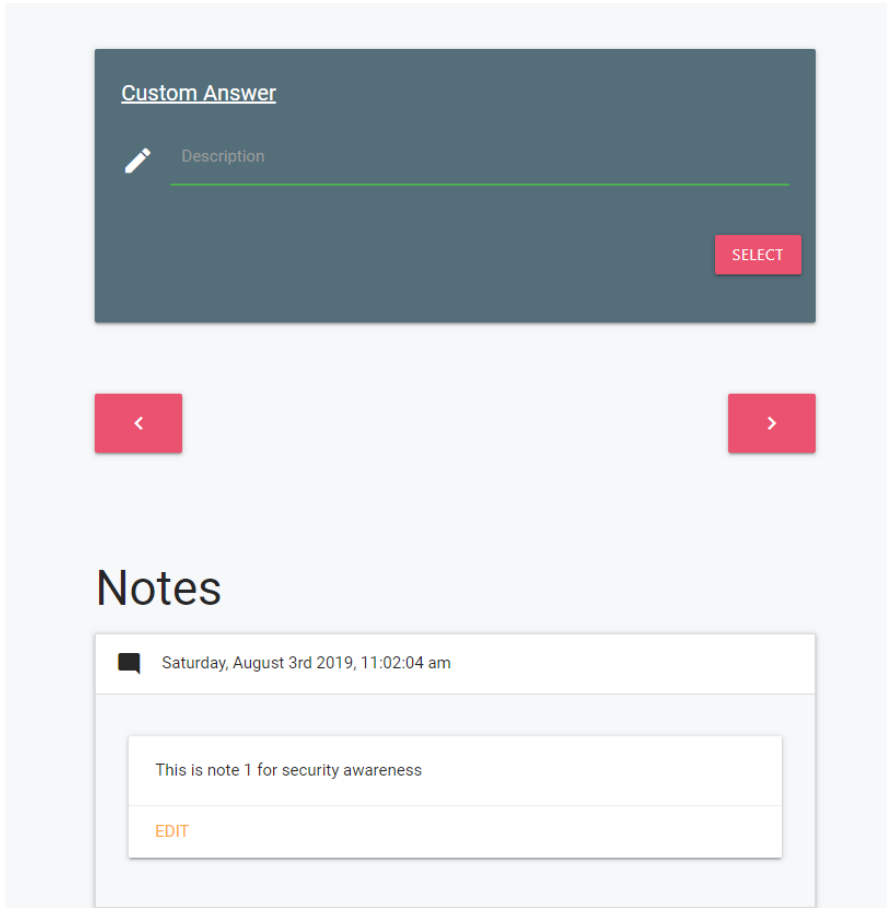 Custom Answer
Description
SELECT
Notes
Saturday, August 3rd 2019, 11:02:04 am
This is note 1 for security awareness
EDIT